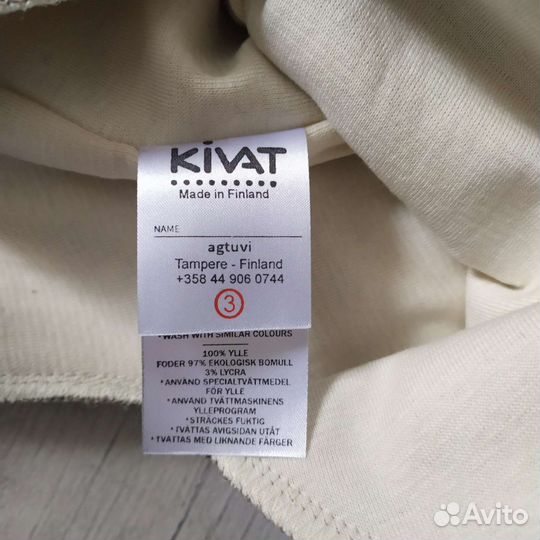 KIVAT
Made in Finland
NAME
agtuvi
Tampere - Finland
+358 44 906 0744
3
• WASH WITH SIMILAR COLOURS
100% YLLE
FODER 97% EKOLOGISK BOMULL
3% LYCRA
• ANVÄND SPECIALTVÄTTMEDEL
FÖR YLLE
• ANVÄND TVÄTTMASKINENS
YLLEPROGRAM
• STRÄCKES FUKTIG
• TVÄTTAS AVIGSIDAN UTÅT
• TVÄTTAS MED LIKNANDE FÄRGER
Avito